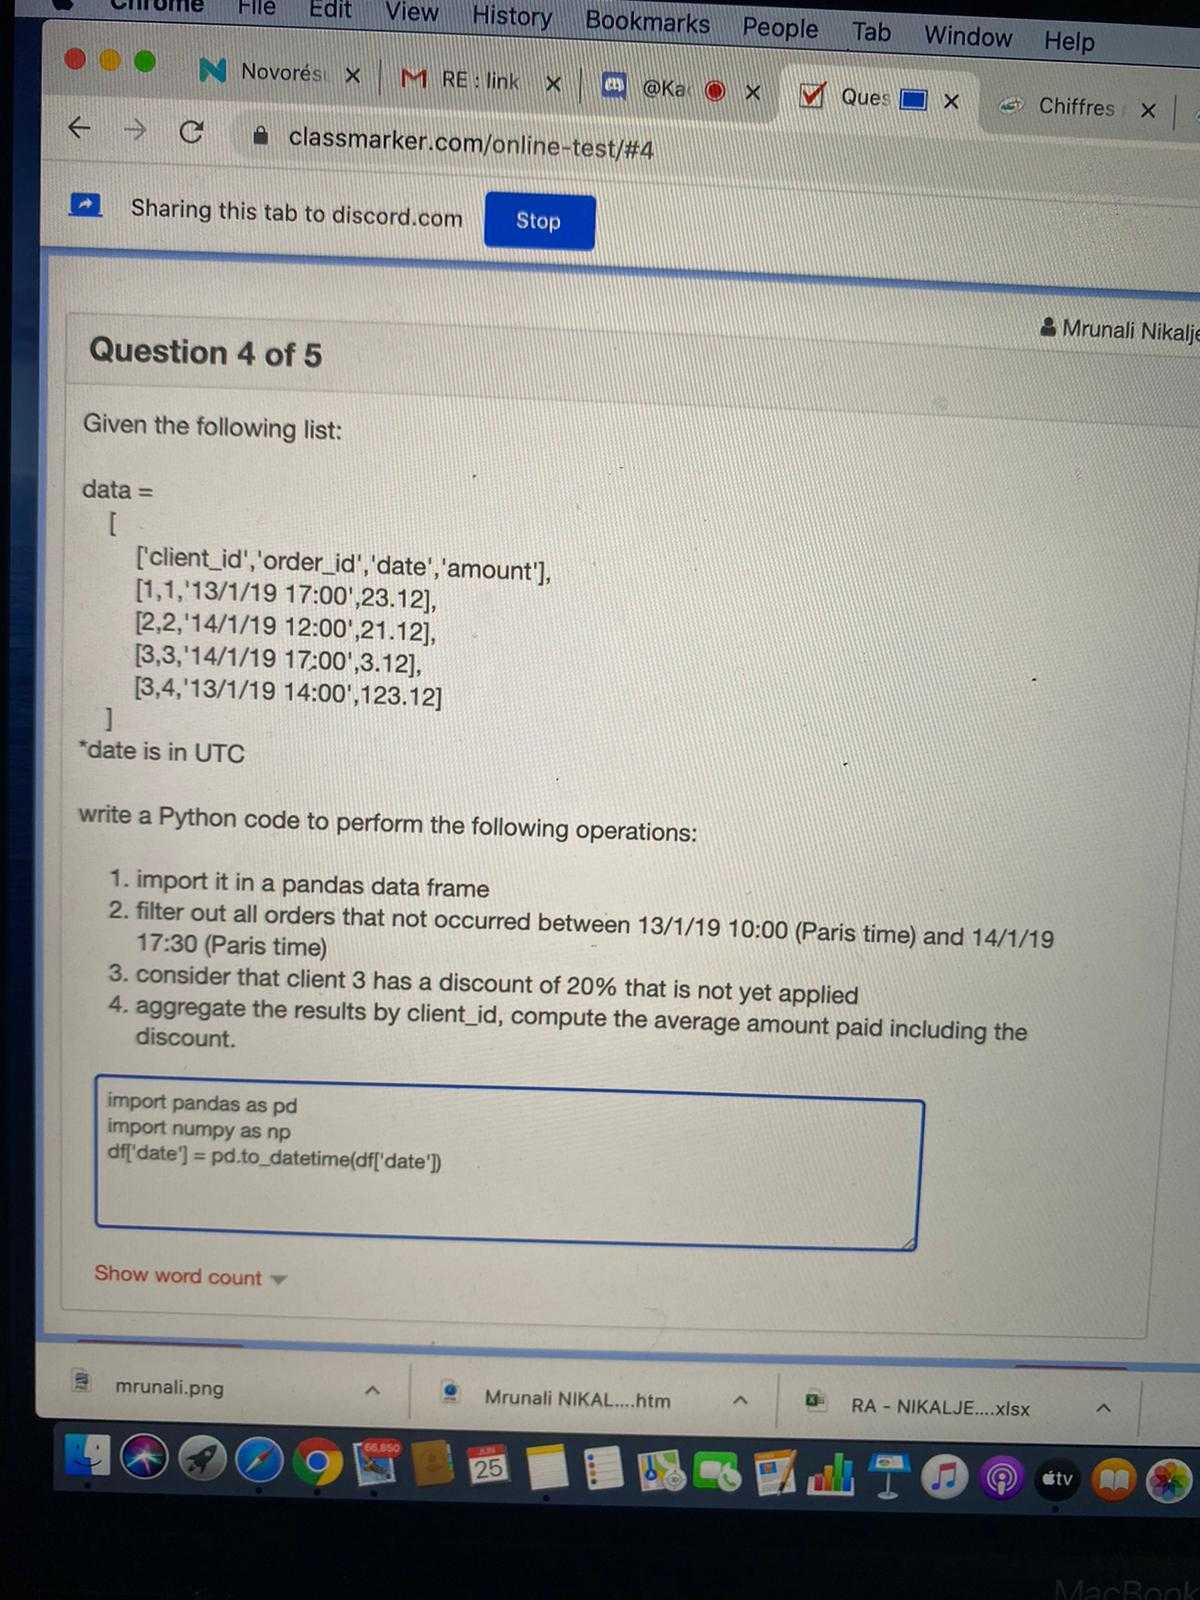 Chrome File Edit View History Bookmarks People Tab Window Help
Novorés RE : link @Ka Ques Chiffres
classmarker.com/online-test/#4
Sharing this tab to discord.com Stop
Mrunali Nikalje
Question 4 of 5
Given the following list:
data =
[
['client_id','order_id','date','amount'],
[1,1,'13/1/19 17:00',23.12],
[2,2,'14/1/19 12:00',21.12],
[3,3,'14/1/19 17:00',3.12],
[3,4,'13/1/19 14:00',123.12]
]
*date is in UTC
write a Python code to perform the following operations:
1. import it in a pandas data frame
2. filter out all orders that not occurred between 13/1/19 10:00 (Paris time) and 14/1/19
17:30 (Paris time)
3. consider that client 3 has a discount of 20% that is not yet applied
4. aggregate the results by client_id, compute the average amount paid including the
discount.
import pandas as pd
import numpy as np
df['date'] = pd.to_datetime(df['date'])
Show word count
mrunali.png Mrunali NIKAL....htm RA - NIKALJE....xlsx
66,850
JUN
25
tv
MacBook